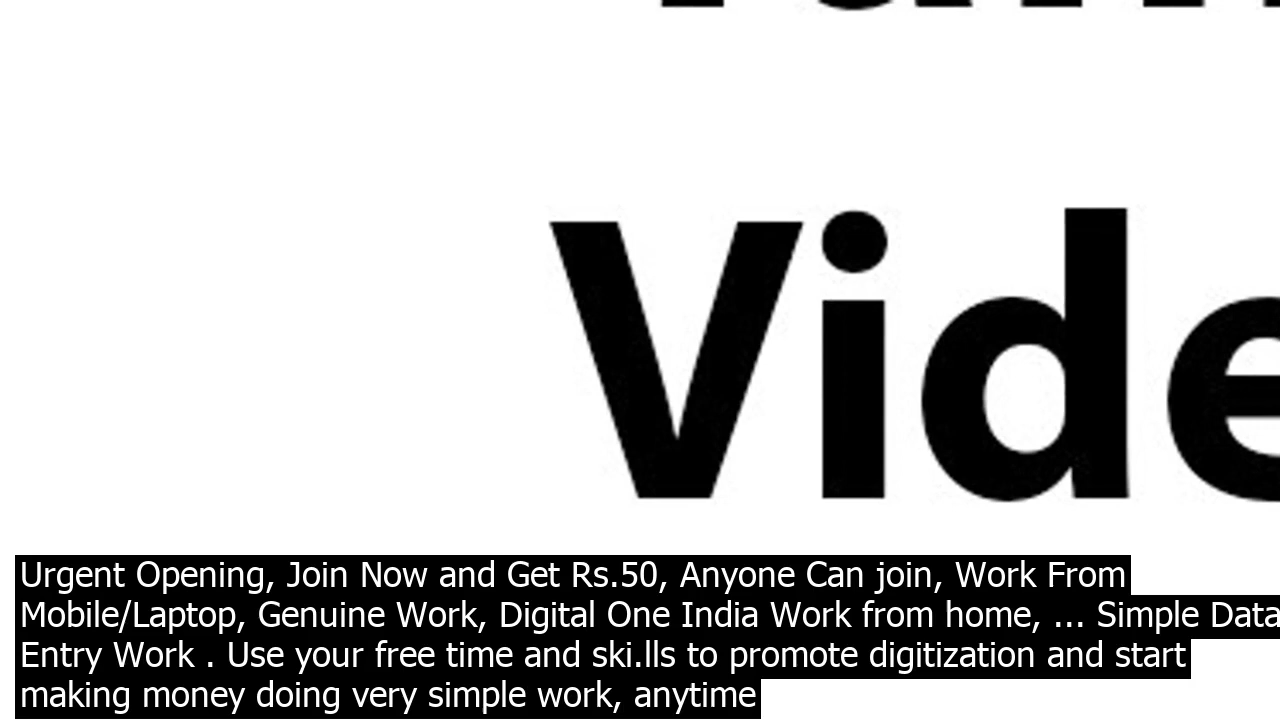 Vide
Urgent Opening, Join Now and Get Rs.50, Anyone Can join, Work From
Mobile/Laptop, Genuine Work, Digital One India Work from home, ... Simple Data
Entry Work . Use your free time and ski.lls to promote digitization and start
making money doing very simple work, anytime